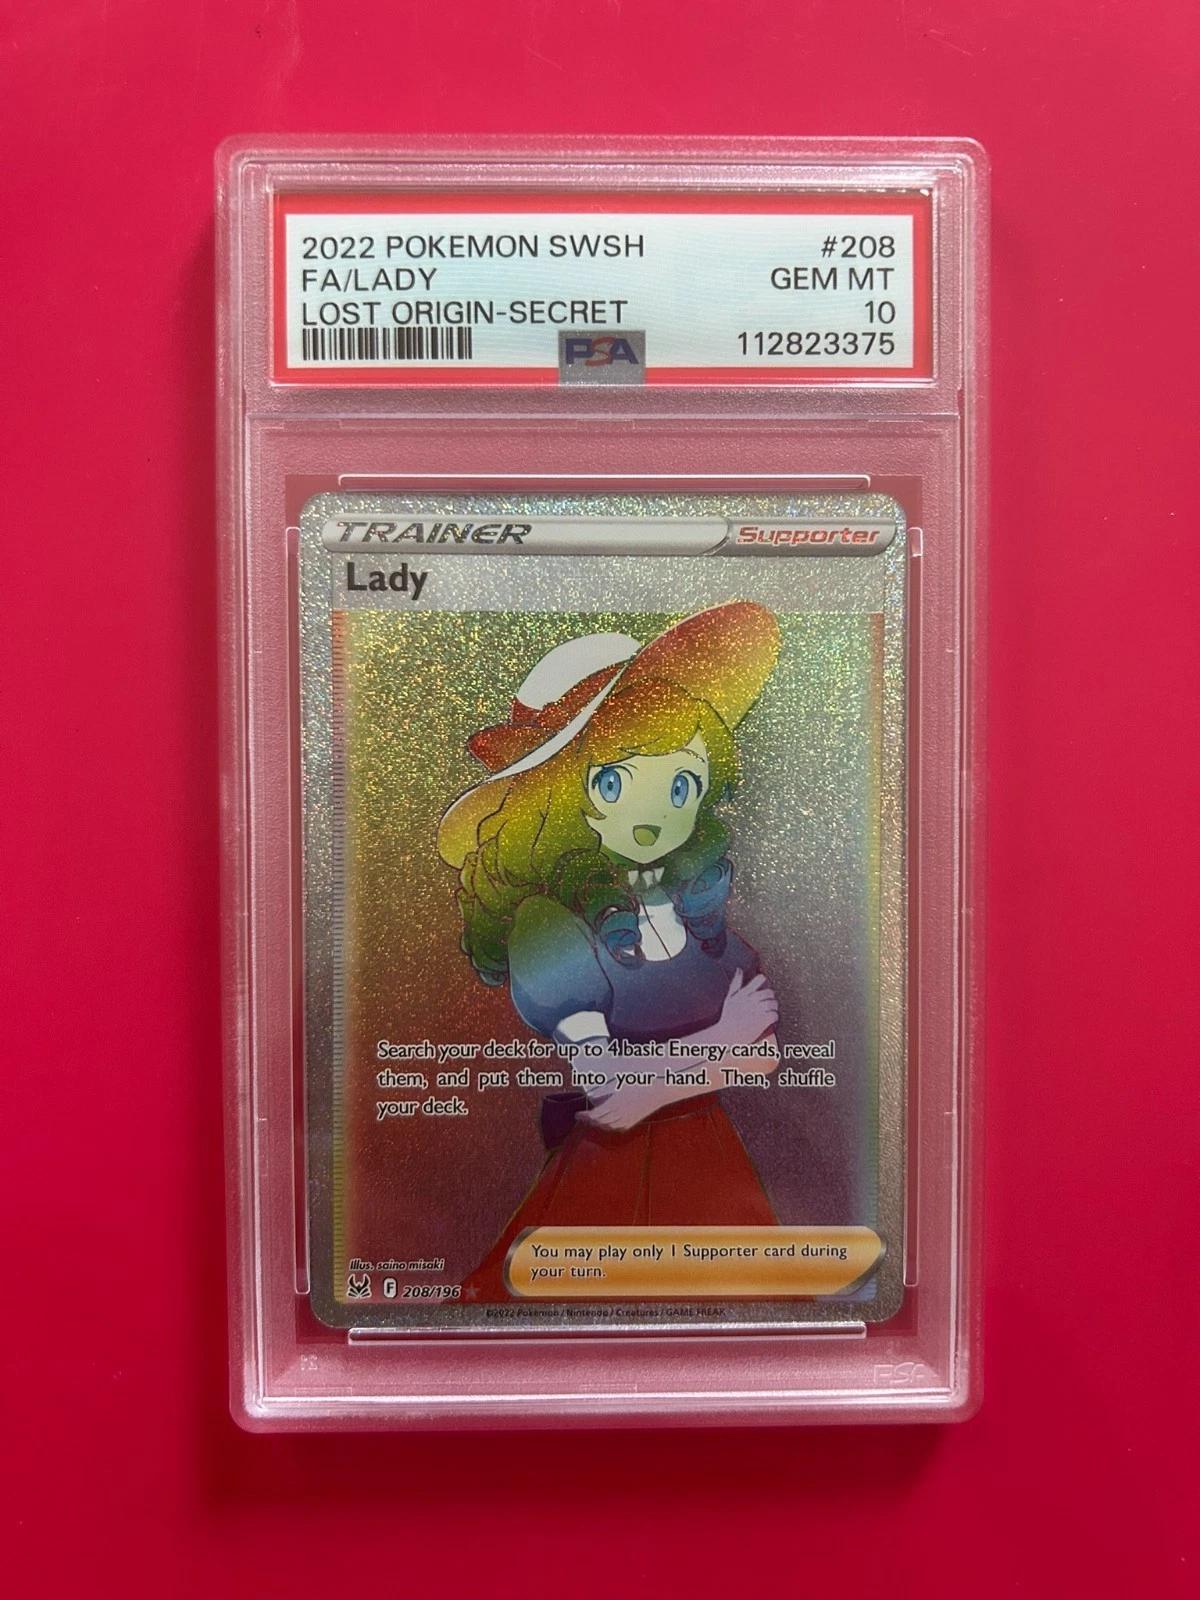 2022 POKEMON SWSH #208
FA/LADY GEM MT
LOST ORIGIN-SECRET 10
PSA 112823375
TRAINER Supporter
Lady
Search your deck for up to 4 basic Energy cards, reveal
them, and put them into your hand. Then, shuffle
your deck.
You may play only 1 Supporter card during
your turn.
Illus. saino misaki
F 208/196
©2022 Pokémon / Nintendo / Creatures / GAME FREAK
PSA